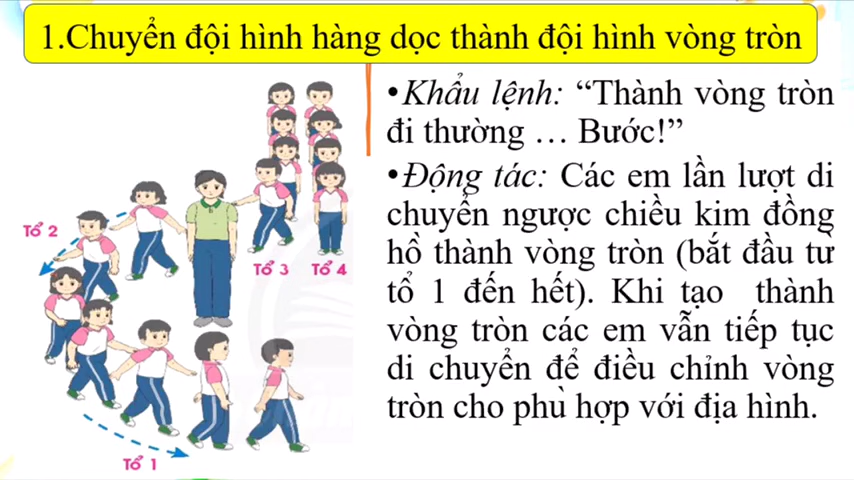 1.Chuyển đội hình hàng dọc thành đội hình vòng tròn
•Khẩu lệnh: “Thành vòng tròn
đi thường … Bước!”
•Động tác: Các em lần lượt di
chuyển ngược chiều kim đồng
hồ thành vòng tròn (bắt đầu từ
tổ 1 đến hết). Khi tạo thành
vòng tròn các em vẫn tiếp tục
di chuyển để điều chỉnh vòng
tròn cho phù hợp với địa hình.
Tổ 2
Tổ 3
Tổ 4
Tổ 1